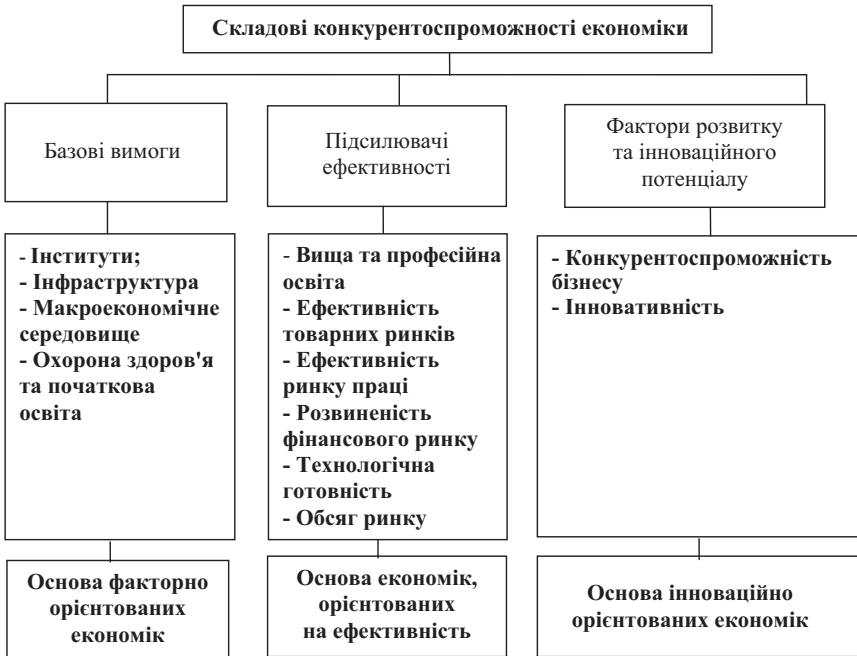 Складові конкурентоспроможності економіки
Базові вимоги
Підсилювачі
ефективності
Фактори розвитку
та інноваційного
потенціалу
- Інститути;
- Інфраструктура
- Макроекономічне
середовище
- Охорона здоров'я
та початкова
освіта
- Вища та професійна
освіта
- Ефективність
товарних ринків
- Ефективність
ринку праці
- Розвиненість
фінансового ринку
- Технологічна
готовність
- Обсяг ринку
- Конкурентоспроможність
бізнесу
- Інновативність
Основа факторно
орієнтованих
економік
Основа економік,
орієнтованих
на ефективність
Основа інноваційно
орієнтованих економік